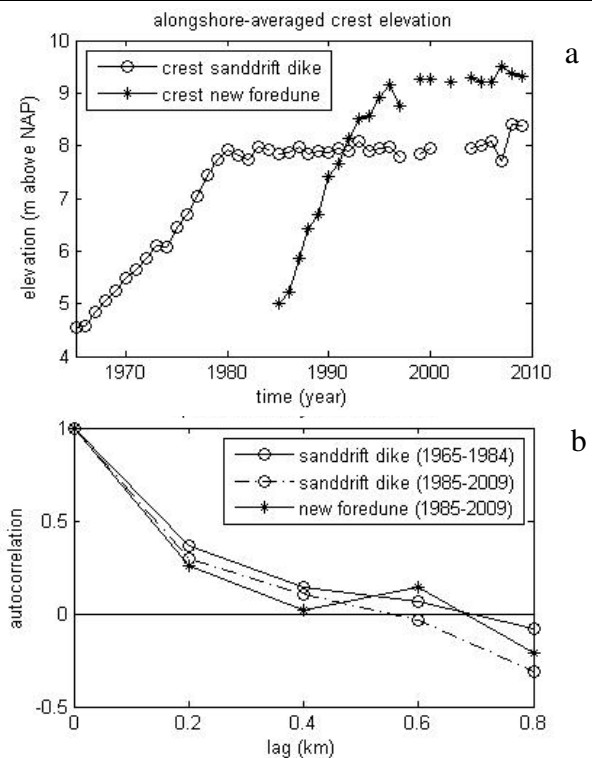 alongshore-averaged crest elevation
a
crest sanddrift dike
crest new foredune
elevation (m above NAP)
10
9
8
7
6
5
4
1970 1980 1990 2000 2010
time (year)
b
sanddrift dike (1965-1984)
sanddrift dike (1985-2009)
new foredune (1985-2009)
autocorrelation
1
0.5
0
-0.5
0 0.2 0.4 0.6 0.8
lag (km)